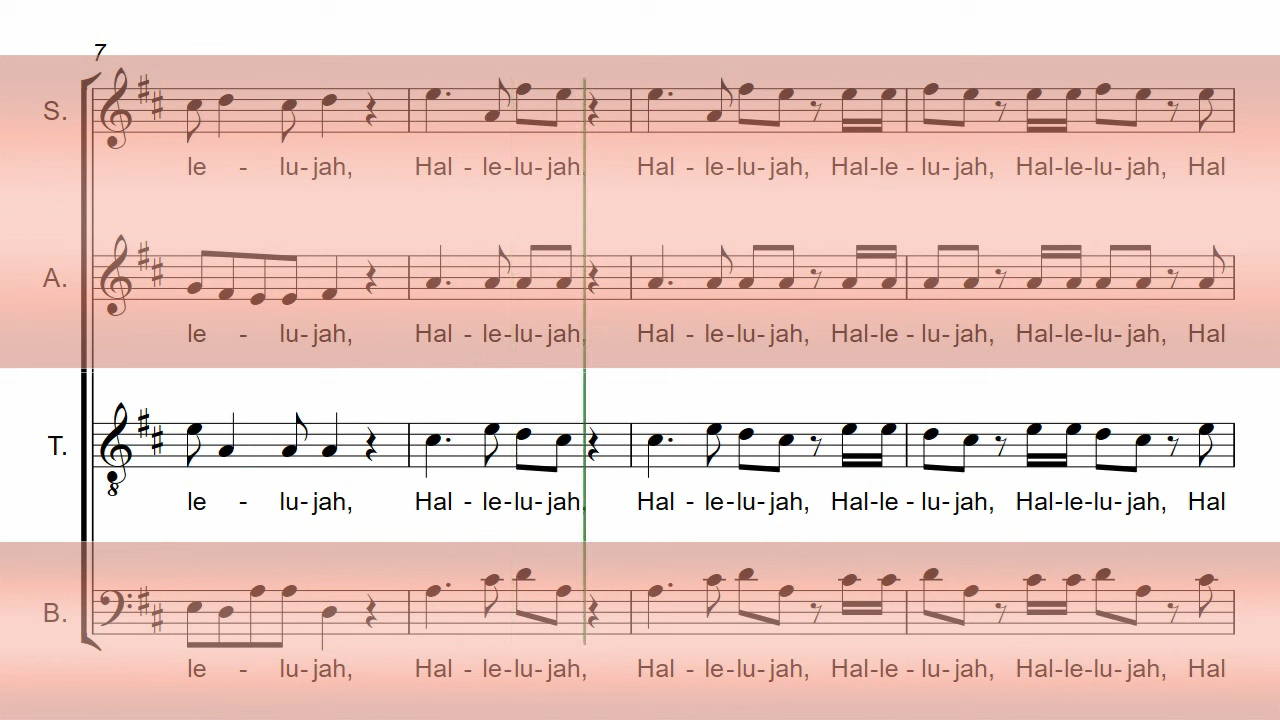 7
S.
le - lu- jah, Hal - le-lu- jah, Hal - le-lu- jah, Hal-le - lu- jah, Hal-le-lu- jah, Hal
A.
le - lu- jah, Hal - le-lu- jah, Hal - le-lu- jah, Hal-le - lu- jah, Hal-le-lu- jah, Hal
T.
8
le - lu- jah, Hal - le-lu- jah, Hal - le-lu- jah, Hal-le - lu- jah, Hal-le-lu- jah, Hal
B.
le - lu- jah, Hal - le-lu- jah, Hal - le-lu- jah, Hal-le - lu- jah, Hal-le-lu- jah, Hal